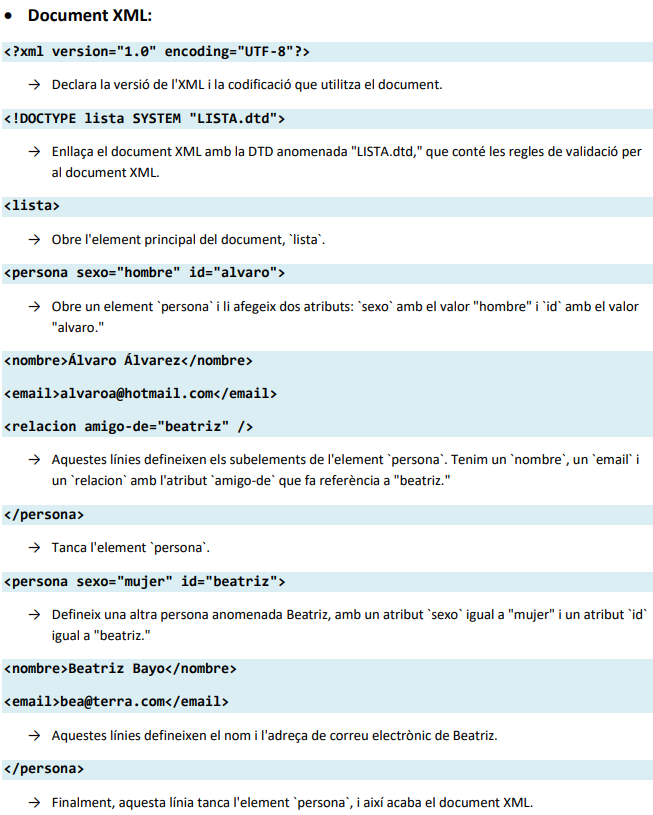 • Document XML:
<?xml version="1.0" encoding="UTF-8"?>
→ Declara la versió de l'XML i la codificació que utilitza el document.
<!DOCTYPE lista SYSTEM "LISTA.dtd">
→ Enllaça el document XML amb la DTD anomenada "LISTA.dtd," que conté les regles de validació per
al document XML.
<lista>
→ Obre l'element principal del document, `lista`.
<persona sexo="hombre" id="alvaro">
→ Obre un element `persona` i li afegeix dos atributs: `sexo` amb el valor "hombre" i `id` amb el valor
"alvaro."
<nombre>Álvaro Álvarez</nombre>
<email>alvaroa@hotmail.com</email>
<relacion amigo-de="beatriz" />
→ Aquestes línies defineixen els subelements de l'element `persona`. Tenim un `nombre`, un `email` i
un `relacion` amb l'atribut `amigo-de` que fa referència a "beatriz."
</persona>
→ Tanca l'element `persona`.
<persona sexo="mujer" id="beatriz">
→ Defineix una altra persona anomenada Beatriz, amb un atribut `sexo` igual a "mujer" i un atribut `id`
igual a "beatriz."
<nombre>Beatriz Bayo</nombre>
<email>bea@terra.com</email>
→ Aquestes línies defineixen el nom i l'adreça de correu electrònic de Beatriz.
</persona>
→ Finalment, aquesta línia tanca l'element `persona`, i així acaba el document XML.